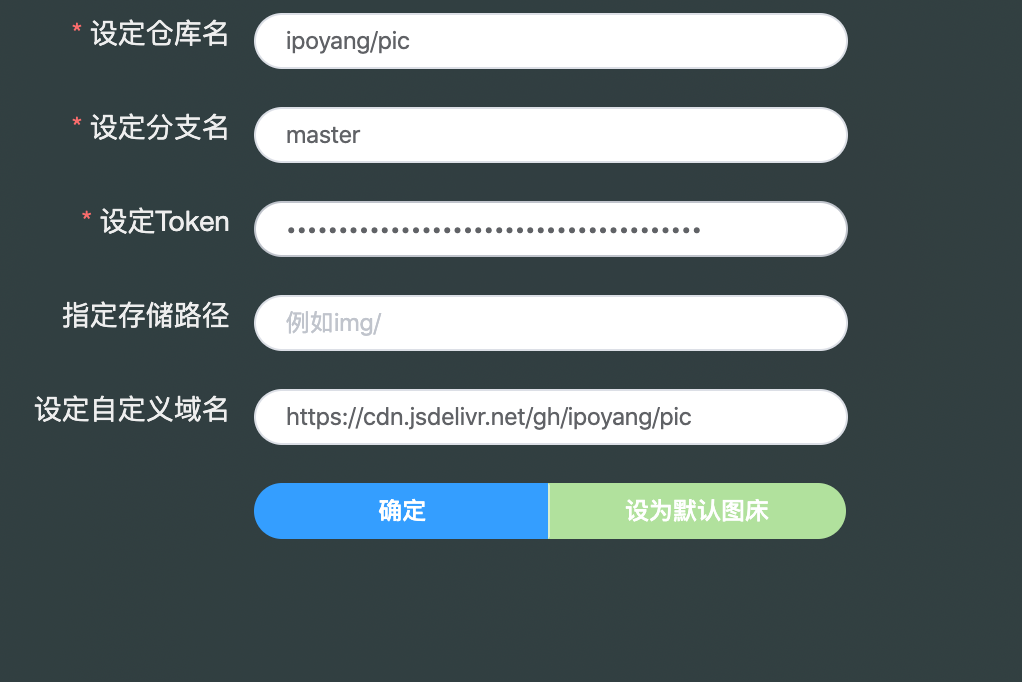 * 设定仓库名 ipoyang/pic
* 设定分支名 master
* 设定Token ••••••••••••••••••••••••••••••••••••••••
指定存储路径 例如img/
设定自定义域名 https://cdn.jsdelivr.net/gh/ipoyang/pic
确定 设为默认图床